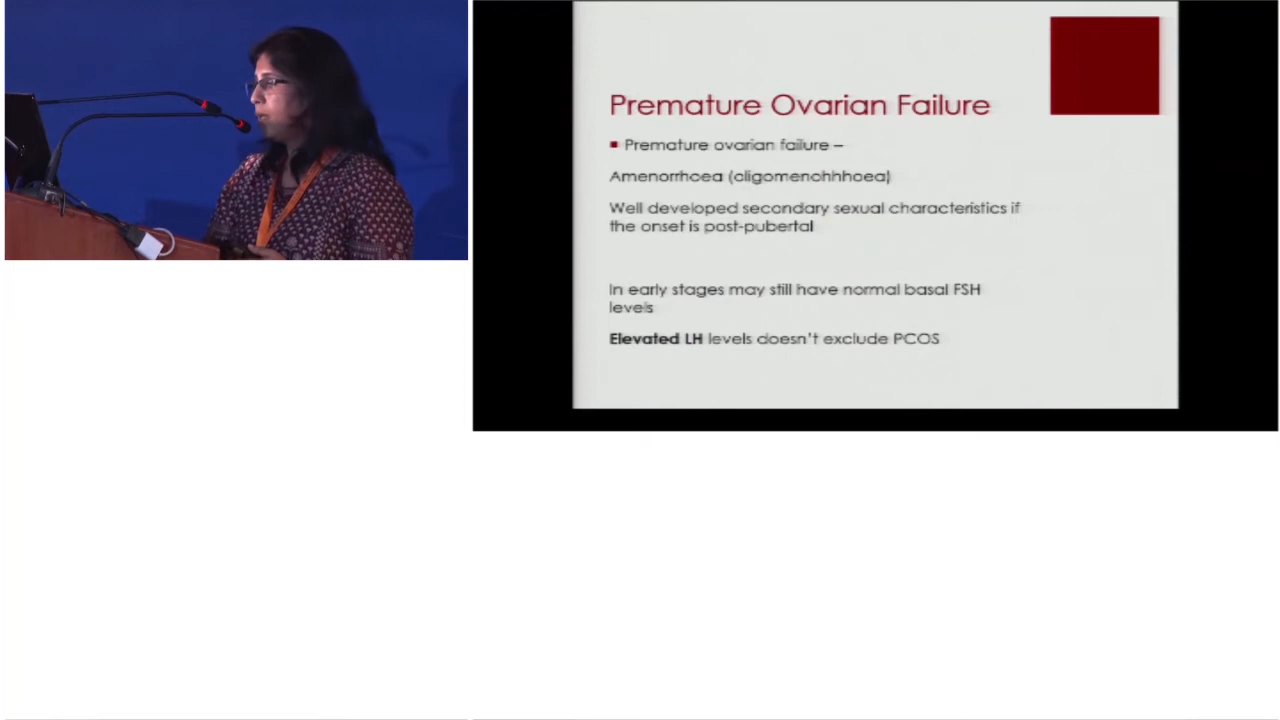 Premature Ovarian Failure
Premature ovarian failure –
Amenorrhoea (oligomenohhhoea)
Well developed secondary sexual characteristics if
the onset is post-pubertal
In early stages may still have normal basal FSH
levels
Elevated LH levels doesn't exclude PCOS